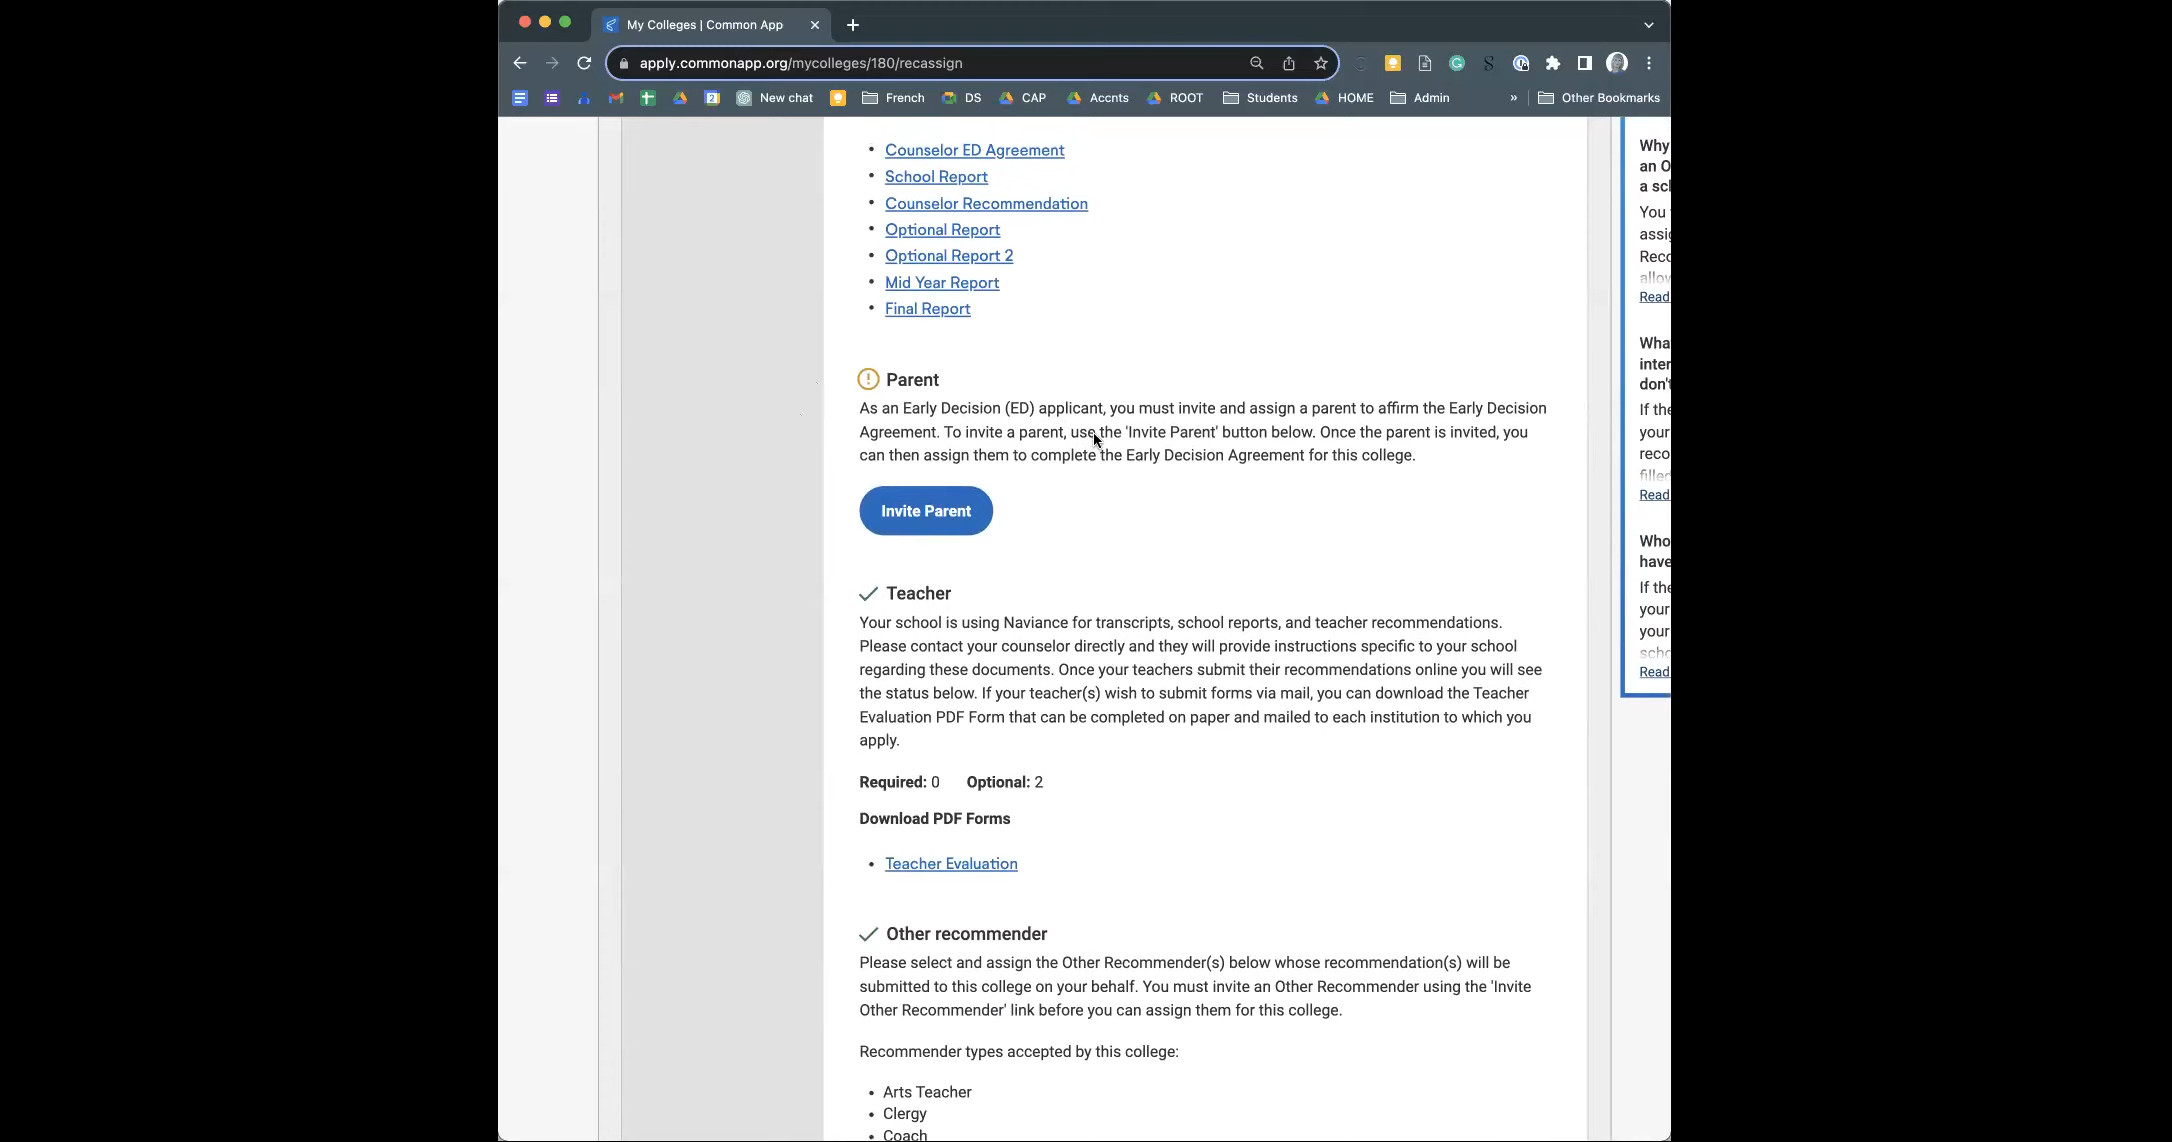 My Colleges | Common App
apply.commonapp.org/mycolleges/180/recassign
New chat French DS CAP Accnts ROOT Students HOME Admin » Other Bookmarks
• Counselor ED Agreement
• School Report
• Counselor Recommendation
• Optional Report
• Optional Report 2
• Mid Year Report
• Final Report
Parent
As an Early Decision (ED) applicant, you must invite and assign a parent to affirm the Early Decision
Agreement. To invite a parent, use the 'Invite Parent' button below. Once the parent is invited, you
can then assign them to complete the Early Decision Agreement for this college.
Invite Parent
Teacher
Your school is using Naviance for transcripts, school reports, and teacher recommendations.
Please contact your counselor directly and they will provide instructions specific to your school
regarding these documents. Once your teachers submit their recommendations online you will see
the status below. If your teacher(s) wish to submit forms via mail, you can download the Teacher
Evaluation PDF Form that can be completed on paper and mailed to each institution to which you
apply.
Required: 0 Optional: 2
Download PDF Forms
• Teacher Evaluation
Other recommender
Please select and assign the Other Recommender(s) below whose recommendation(s) will be
submitted to this college on your behalf. You must invite an Other Recommender using the 'Invite
Other Recommender' link before you can assign them for this college.
Recommender types accepted by this college:
• Arts Teacher
• Clergy
• Coach
Why
an O
a scl
You
assig
Reco
allov
Read
What
inter
don't
If the
your
reco
filled
Read
Who
have
If the
your
your
scho
Read